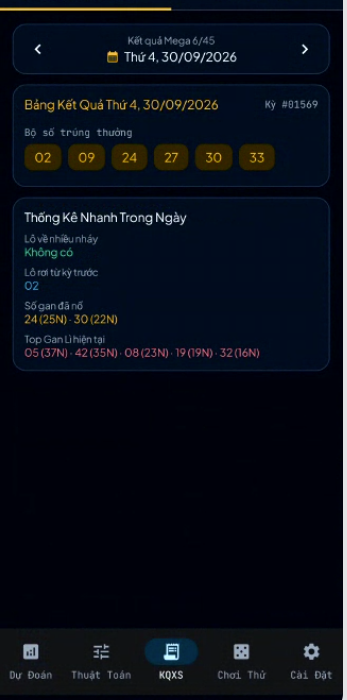 Kết quả Mega 6/45
Thứ 4, 30/09/2026
Bảng Kết Quả Thứ 4, 30/09/2026 Kỳ #01569
Bộ số trúng thưởng
02 09 24 27 30 33
Thống Kê Nhanh Trong Ngày
Lô về nhiều nháy
Không có
Lô rơi từ kỳ trước
02
Số gan đã nổ
24 (25N) · 30 (22N)
Top Gan Lì hiện tại
05 (37N) · 42 (35N) · 08 (23N) · 19 (19N) · 32 (16N)
Dự Đoán Thuật Toán KQXS Chơi Thử Cài Đặt